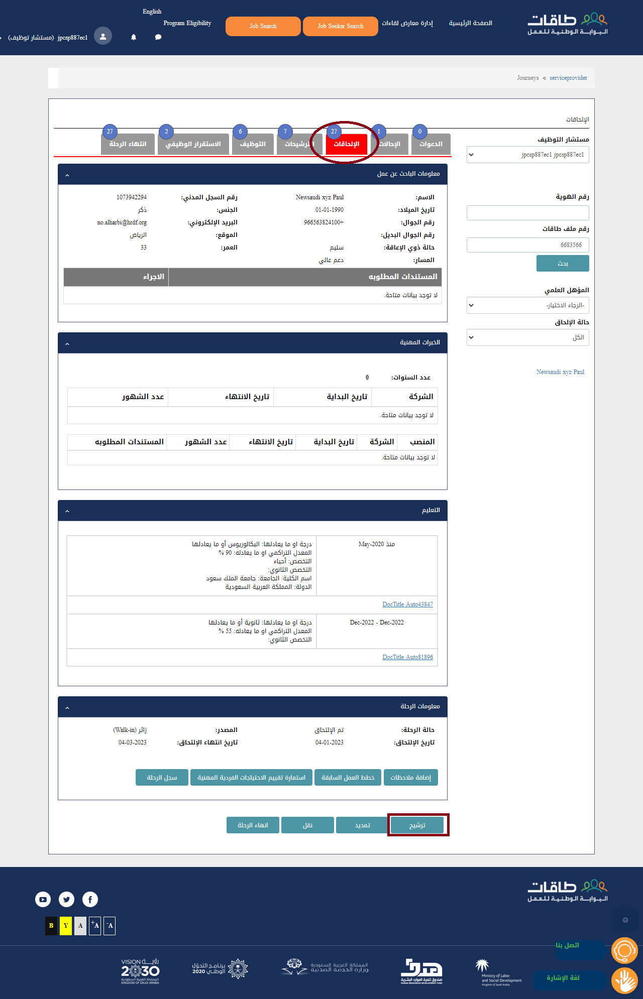 طاقات
البوابة الوطنية للعمل
الصفحة الرئيسية
إدارة معارض لقاءات
Job Seeker Search
Job Search
Program Eligibility
English
jpcsp887ec1 (مستشار توظيف)
serviceprovider > Journeys
الإلحاقات
مستشار التوظيف
jpcsp887ec1 jpcsp887ec1
رقم الهوية
رقم ملف طاقات
6683566
بحث
المؤهل العلمي
-الرجاء الاختيار-
حالة الإلحاق
الكل
Newsaudi xyz Paul
0 الدعوات
1 الإحالات
27 الإلحاقات
7 الترشيحات
6 التوظيف
2 الاستقرار الوظيفي
27 انتهاء الرحلة
معلومات الباحث عن عمل
الاسم: Newsaudi xyz Paul رقم السجل المدني: 1073942294
تاريخ الميلاد: 01-01-1990 الجنس: ذكر
رقم الجوال: +966563824100 البريد الإلكتروني: no.alharbi@hrdf.org
رقم الجوال البديل: الموقع: الرياض
حالة ذوي الإعاقة: سليم العمر: 33
المسار: دعم عالي
المستندات المطلوبه الاجراء
لا توجد بيانات متاحة.
الخبرات المهنية
عدد السنوات: 0
الشركة تاريخ البداية تاريخ الانتهاء عدد الشهور
لا توجد بيانات متاحة.
المنصب الشركة تاريخ البداية تاريخ الانتهاء عدد الشهور المستندات المطلوبه
لا توجد بيانات متاحة.
التعليم
منذ May-2020
درجة او ما يعادلها: البكالوريوس أو ما يعادلها
المعدل التراكمي او ما يعادله: 90 %
التخصص: أحياء
التخصص الثانوي:
اسم الكلية/ الجامعة: جامعة الملك سعود
الدولة: المملكة العربية السعودية
DocTitle Auto43847
Dec-2022 - Dec-2022
درجة او ما يعادلها: ثانوية أو ما يعادلها
المعدل التراكمي او ما يعادله: 55 %
التخصص الثانوي:
DocTitle Auto81896
معلومات الرحلة
حالة الرحلة: تم الإلتحاق المصدر: زائر (Walk-in)
تاريخ الإلتحاق: 04-01-2023 تاريخ انتهاء الإلتحاق: 04-03-2023
إضافة ملاحظات خطط العمل السابقة استمارة تقييم الاحتياجات الفردية المهنية سجل الرحلة
ترشيح تمديد نقل انهاء الرحلة
طاقات
البوابة الوطنية للعمل
A- A+ A Y B
اتصل بنا
لغة الإشارة
Ministry of Labor
and Social Development
Kingdom of Saudi Arabia
هدف
صندوق تنمية الموارد البشرية
HUMAN RESOURCES DEVELOPMENT FUND
المملكة العربية السعودية
وزارة الخدمة المدنية
برنامج التحول
الوطني 2020
VISION رؤية
2030
المملكة العربية السعودية
KINGDOM OF SAUDI ARABIA